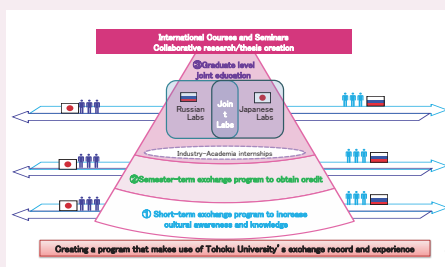 International Courses and Seminars
Collaborative research/thesis creation
③Graduate level
joint education
Russian
Labs
Join
t
Labs
Japanese
Labs
Industry-Academia internships
②Semester-term exchange program to obtain credit
① Short-term exchange program to increase
cultural awareness and knowledge
Creating a program that makes use of Tohoku University's exchange record and experience